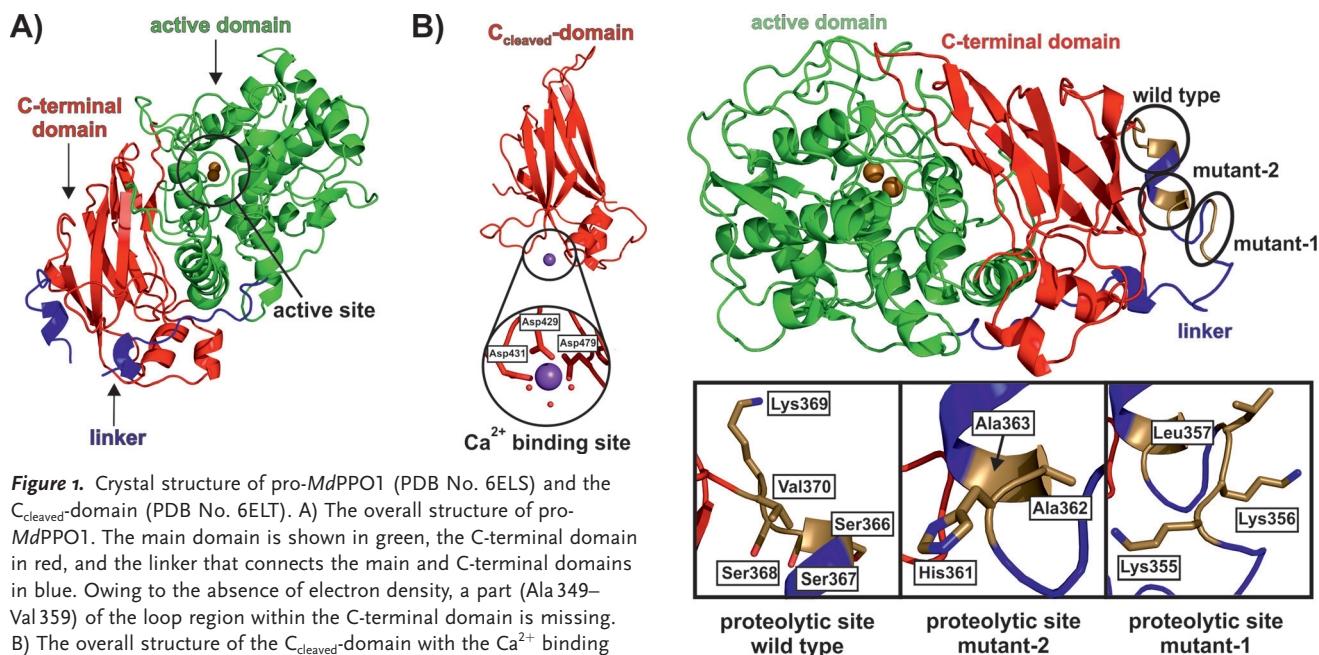 A)
active domain
C-terminal
domain
active site
linker
B)
C_cleaved-domain
Asp429
Asp431
Asp479
Ca²⁺ binding site
Figure 1. Crystal structure of pro-MdPPO1 (PDB No. 6ELS) and the
C_cleaved-domain (PDB No. 6ELT). A) The overall structure of pro-
MdPPO1. The main domain is shown in green, the C-terminal domain
in red, and the linker that connects the main and C-terminal domains
in blue. Owing to the absence of electron density, a part (Ala 349–
Val 359) of the loop region within the C-terminal domain is missing.
B) The overall structure of the C_cleaved-domain with the Ca²⁺ binding
active domain
C-terminal domain
wild type
mutant-2
mutant-1
linker
Lys369
Val370
Ser366
Ser368
Ser367
proteolytic site
wild type
Ala363
Ala362
His361
proteolytic site
mutant-2
Leu357
Lys356
Lys355
proteolytic site
mutant-1